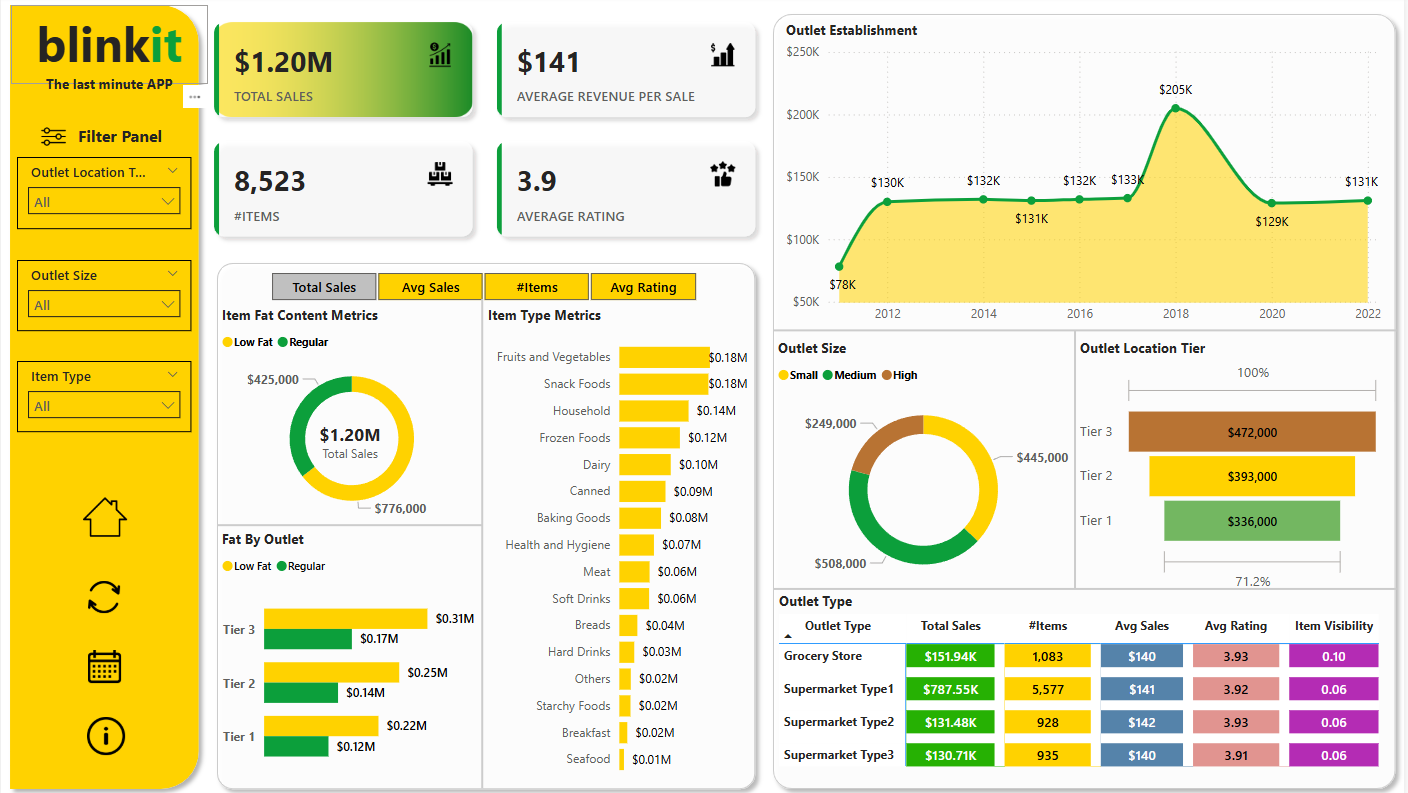 blinkit
The last minute APP
...
Filter Panel
Outlet Location T...
All
Outlet Size
All
Item Type
All
$1.20M
TOTAL SALES
$141
AVERAGE REVENUE PER SALE
8,523
#ITEMS
3.9
AVERAGE RATING
Total Sales Avg Sales #Items Avg Rating
Item Fat Content Metrics
Low Fat Regular
$425,000
$1.20M
Total Sales
$776,000
Fat By Outlet
Low Fat Regular
Tier 3 $0.31M
$0.17M
Tier 2 $0.25M
$0.14M
Tier 1 $0.22M
$0.12M
Item Type Metrics
Fruits and Vegetables $0.18M
Snack Foods $0.18M
Household $0.14M
Frozen Foods $0.12M
Dairy $0.10M
Canned $0.09M
Baking Goods $0.08M
Health and Hygiene $0.07M
Meat $0.06M
Soft Drinks $0.06M
Breads $0.04M
Hard Drinks $0.03M
Others $0.02M
Starchy Foods $0.02M
Breakfast $0.02M
Seafood $0.01M
Outlet Establishment
$250K
$200K
$150K
$100K
$50K
$78K
$130K
$132K
$131K
$132K
$133K
$205K
$129K
$131K
2012 2014 2016 2018 2020 2022
Outlet Size
Small Medium High
$249,000
$445,000
$508,000
Outlet Location Tier
100%
Tier 3 $472,000
Tier 2 $393,000
Tier 1 $336,000
71.2%
Outlet Type
Outlet Type Total Sales #Items Avg Sales Avg Rating Item Visibility
Grocery Store $151.94K 1,083 $140 3.93 0.10
Supermarket Type1 $787.55K 5,577 $141 3.92 0.06
Supermarket Type2 $131.48K 928 $142 3.93 0.06
Supermarket Type3 $130.71K 935 $140 3.91 0.06